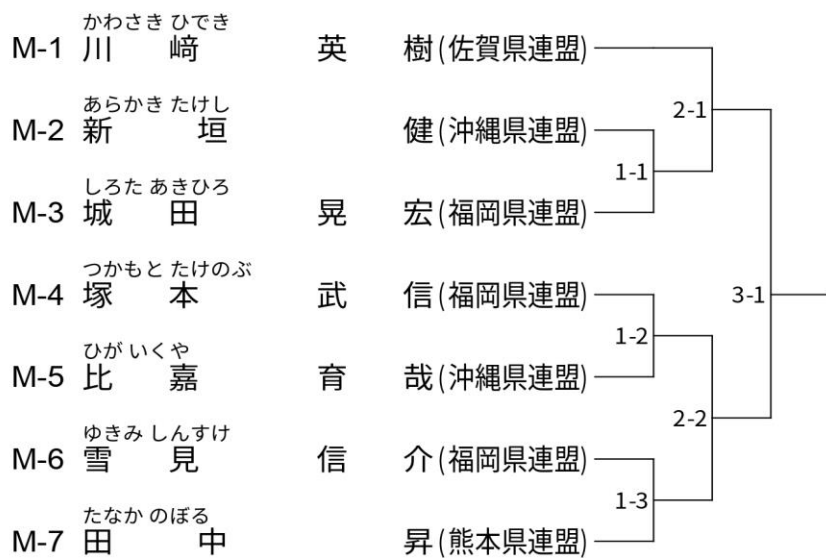 かわさき ひでき
M-1 川 﨑 英 樹(佐賀県連盟)
あらかき たけし
M-2 新 垣 健(沖縄県連盟)
しろた あきひろ
M-3 城 田 晃 宏(福岡県連盟)
つかもと たけのぶ
M-4 塚 本 武 信(福岡県連盟)
ひが いくや
M-5 比 嘉 育 哉(沖縄県連盟)
ゆきみ しんすけ
M-6 雪 見 信 介(福岡県連盟)
たなか のぼる
M-7 田 中 昇(熊本県連盟)
1-1
1-2
1-3
2-1
2-2
3-1